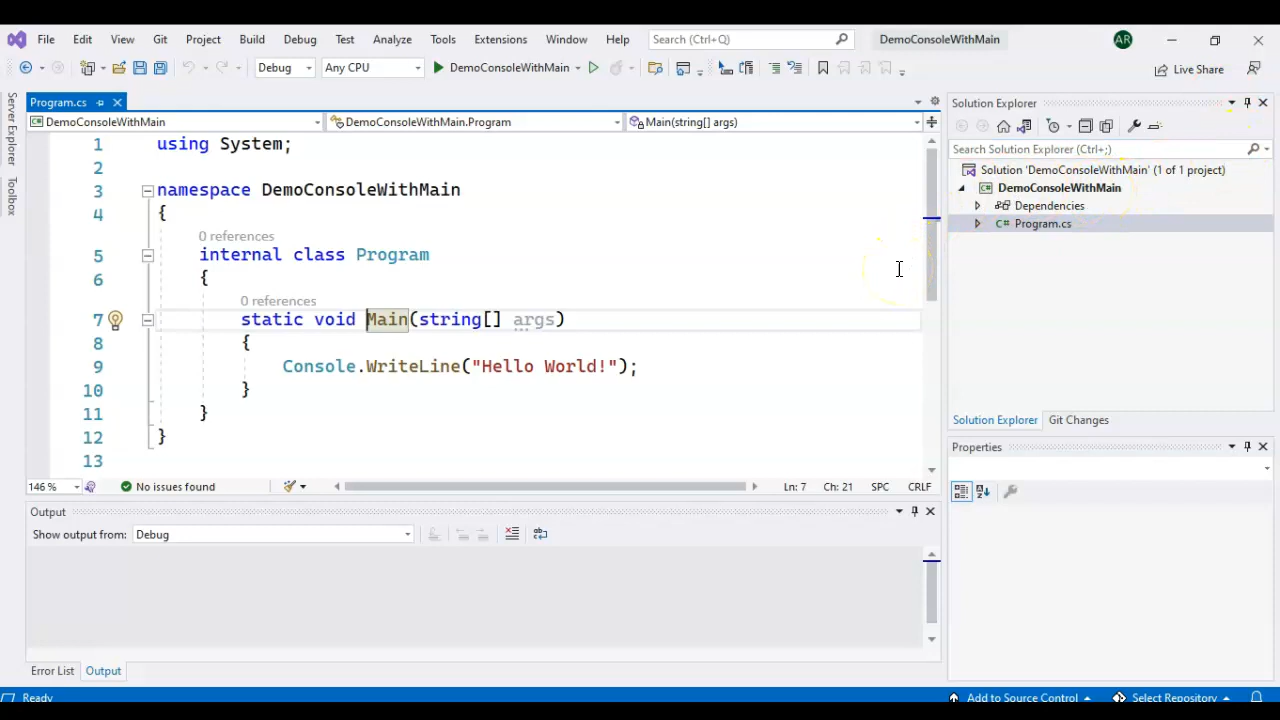 File Edit View Git Project Build Debug Test Analyze Tools Extensions Window Help Search (Ctrl+Q) DemoConsoleWithMain AR
Debug Any CPU DemoConsoleWithMain Live Share
Server Explorer
Toolbox
Program.cs
DemoConsoleWithMain DemoConsoleWithMain.Program Main(string[] args)
1 using System;
2
3 namespace DemoConsoleWithMain
4 {
0 references
5 internal class Program
6 {
0 references
7 static void Main(string[] args)
8 {
9 Console.WriteLine("Hello World!");
10 }
11 }
12 }
13
146 % No issues found Ln: 7 Ch: 21 SPC CRLF
Output
Show output from: Debug
Error List Output
Solution Explorer
Search Solution Explorer (Ctrl+;)
Solution 'DemoConsoleWithMain' (1 of 1 project)
C# DemoConsoleWithMain
Dependencies
C# Program.cs
Solution Explorer Git Changes
Properties
Ready Add to Source Control Select Repository